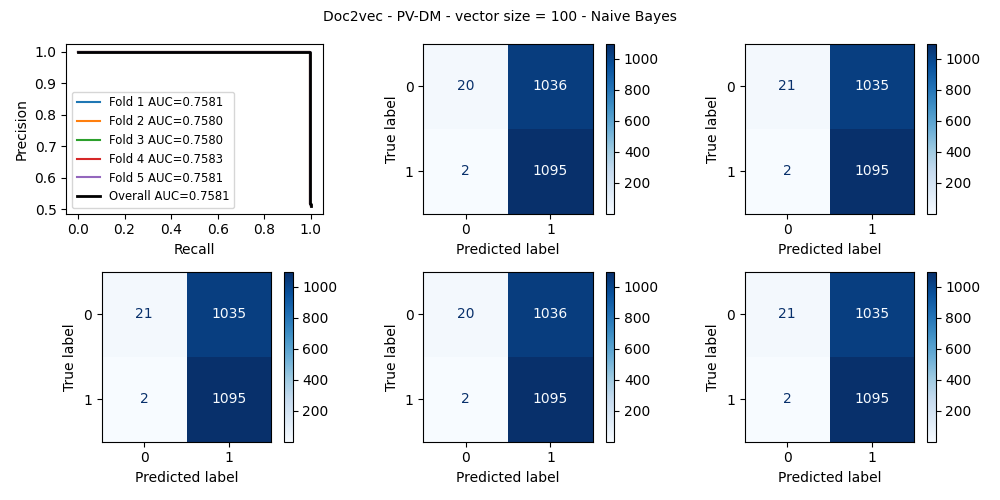 Doc2vec - PV-DM - vector size = 100 - Naive Bayes
1.0
0.9
0.8
0.7
0.6
0.5
Precision
Fold 1 AUC=0.7581
Fold 2 AUC=0.7580
Fold 3 AUC=0.7580
Fold 4 AUC=0.7583
Fold 5 AUC=0.7581
Overall AUC=0.7581
0.0 0.2 0.4 0.6 0.8 1.0
Recall
True label
0
1
20 1036
2 1095
0 1
Predicted label
1000
800
600
400
200
True label
0
1
21 1035
2 1095
0 1
Predicted label
1000
800
600
400
200
True label
0
1
21 1035
2 1095
0 1
Predicted label
1000
800
600
400
200
True label
0
1
20 1036
2 1095
0 1
Predicted label
1000
800
600
400
200
True label
0
1
21 1035
2 1095
0 1
Predicted label
1000
800
600
400
200